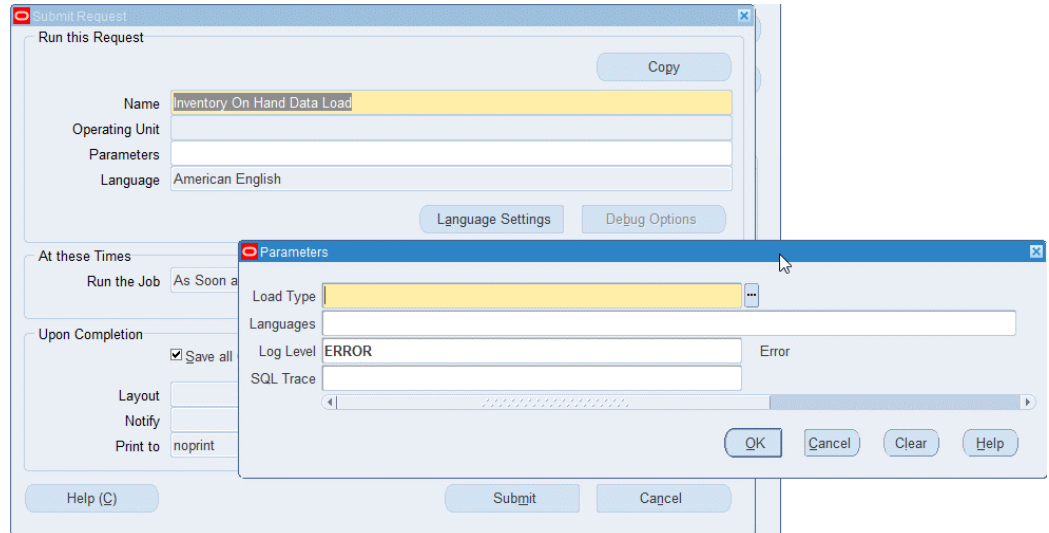 Submit Request
Run this Request
Copy
Name Inventory On Hand Data Load
Operating Unit
Parameters
Language American English
Language Settings Debug Options
At these Times
Run the Job As Soon a
Upon Completion
Save all
Layout
Notify
Print to noprint
Help (C) Submit Cancel
Parameters
Load Type
Languages
Log Level ERROR Error
SQL Trace
OK Cancel Clear Help